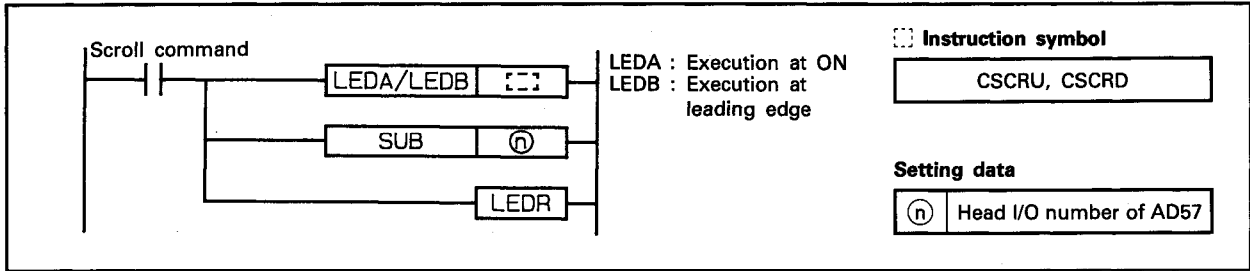 Scroll command
LEDA/LEDB
SUB ⓝ
LEDR
LEDA : Execution at ON
LEDB : Execution at
leading edge
Instruction symbol
CSCRU, CSCRD
Setting data
ⓝ Head I/O number of AD57